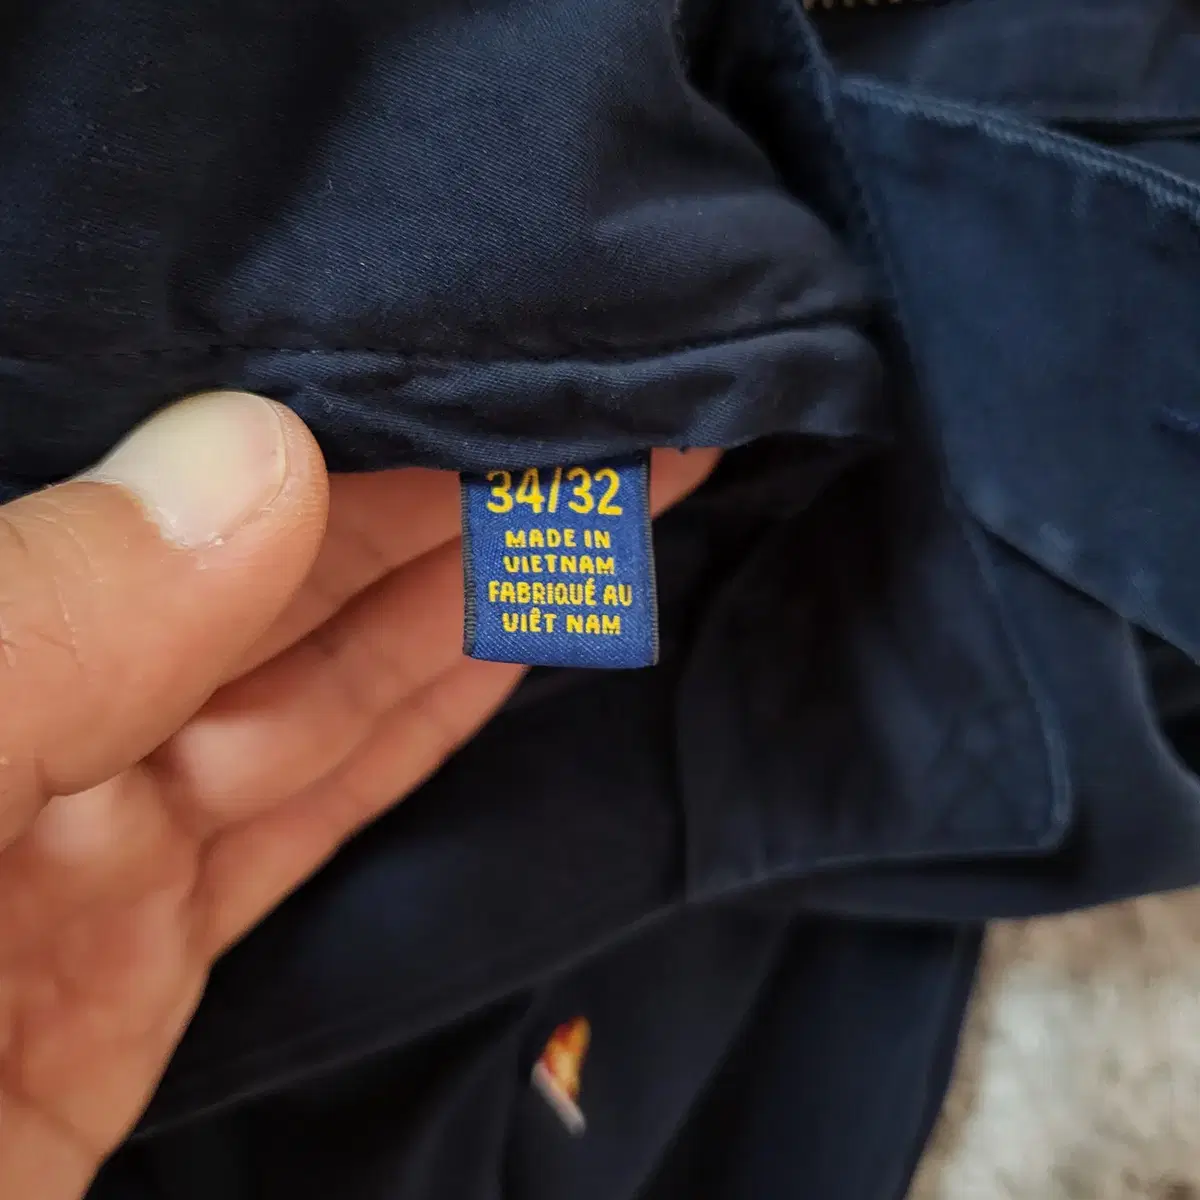 34/32
MADE IN
VIETNAM
FABRIQUÉ AU
VIÊT NAM